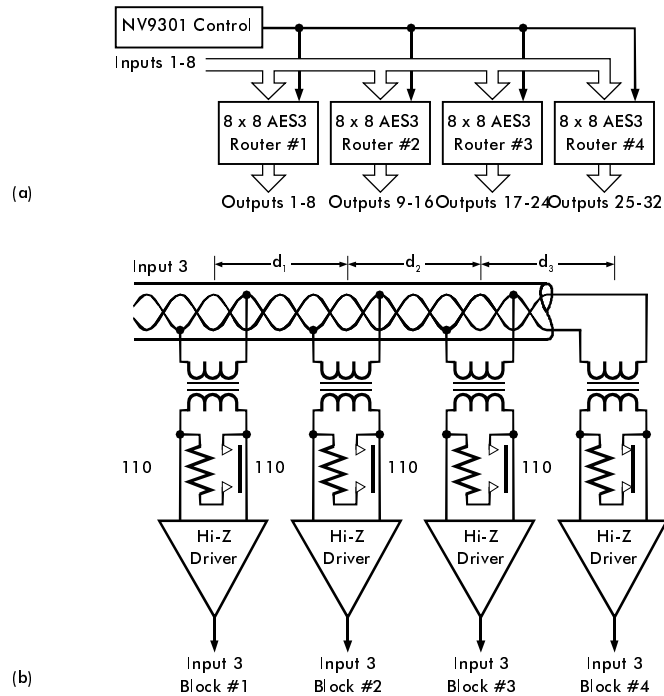 NV9301 Control
Inputs 1-8
8 x 8 AES3 Router #1
8 x 8 AES3 Router #2
8 x 8 AES3 Router #3
8 x 8 AES3 Router #4
(a)
Outputs 1-8
Outputs 9-16
Outputs 17-24
Outputs 25-32
Input 3
d1
d2
d3
110
110
110
110
Hi-Z Driver
Hi-Z Driver
Hi-Z Driver
Hi-Z Driver
(b)
Input 3 Block #1
Input 3 Block #2
Input 3 Block #3
Input 3 Block #4